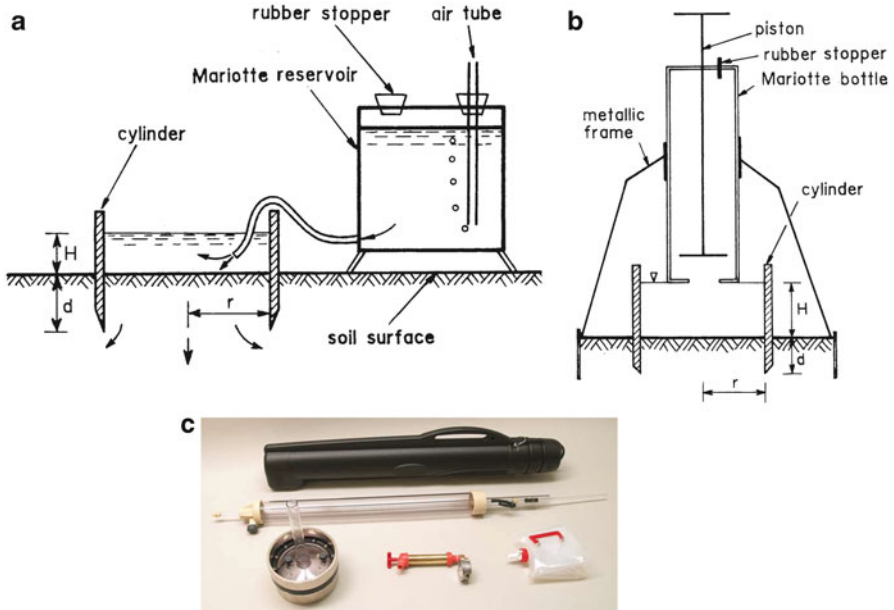 a
rubber stopper
air tube
Mariotte reservoir
cylinder
H
d
r
soil surface
b
piston
rubber stopper
Mariotte bottle
metallic frame
cylinder
H
d
r
c